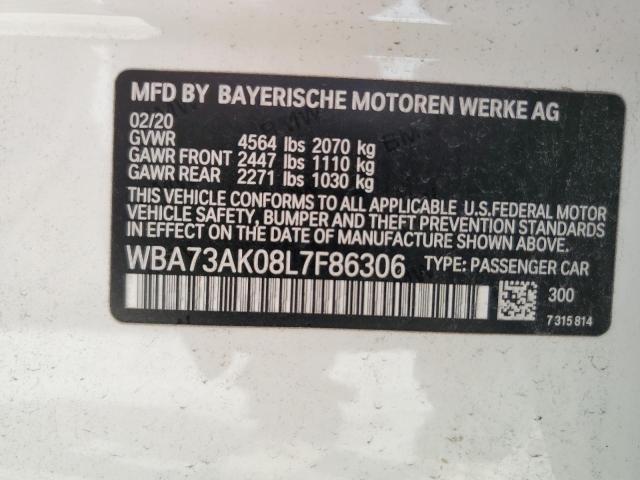 MFD BY BAYERISCHE MOTOREN WERKE AG
02/20
GVWR 4564 lbs 2070 kg
GAWR FRONT 2447 lbs 1110 kg
GAWR REAR 2271 lbs 1030 kg
THIS VEHICLE CONFORMS TO ALL APPLICABLE U.S.FEDERAL MOTOR
VEHICLE SAFETY, BUMPER AND THEFT PREVENTION STANDARDS
IN EFFECT ON THE DATE OF MANUFACTURE SHOWN ABOVE.
WBA73AK08L7F86306 TYPE: PASSENGER CAR
300
7 315 814